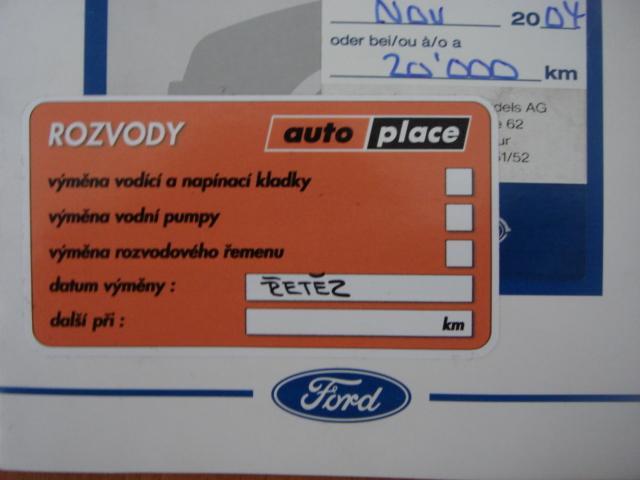 Nov 2004
oder bei/ou à/o a
20'000 km
dels AG
62
ur
51/52
ROZVODY auto place
výměna vodící a napínací kladky
výměna vodní pumpy
výměna rozvodového řemenu
datum výměny : ŘETĚZ
další při : km
Ford